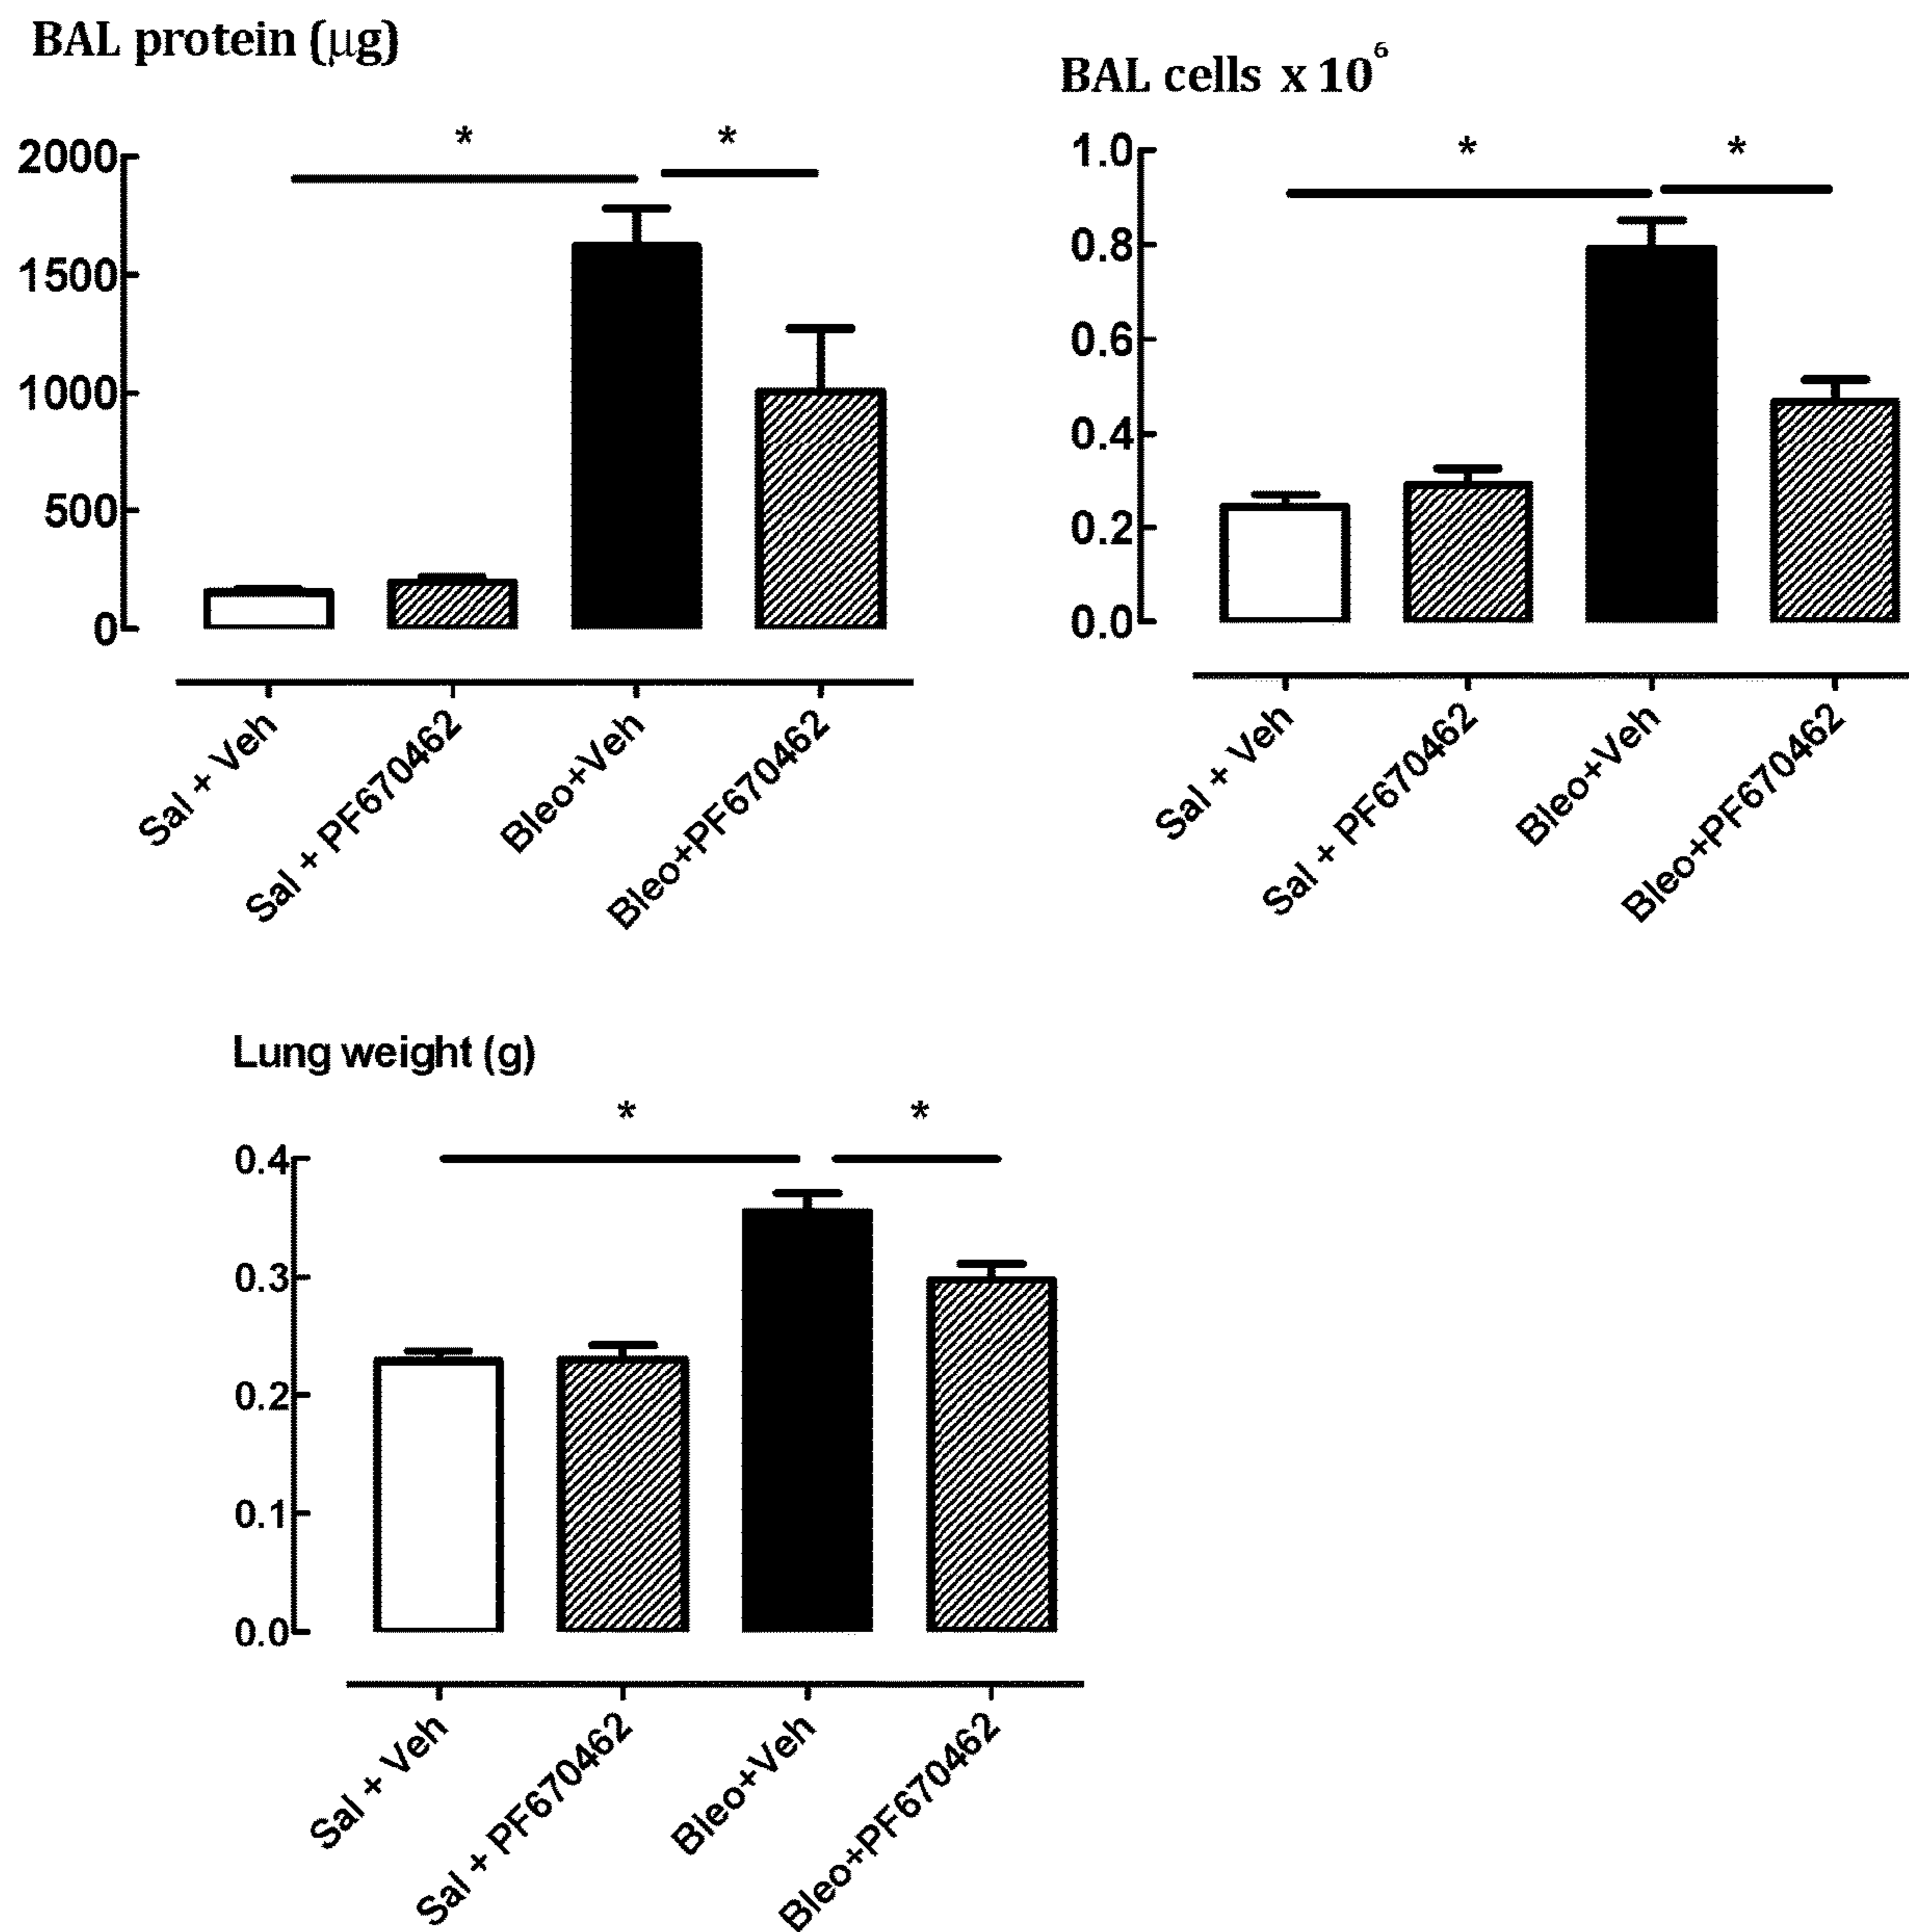 BAL protein (μg)
*
*
2000
1500
1000
500
0
Sal + Veh
Sal + PF670462
Bleo+Veh
Bleo+PF670462
BAL cells x 10⁶
*
*
1.0
0.8
0.6
0.4
0.2
0.0
Sal + Veh
Sal + PF670462
Bleo+Veh
Bleo+PF670462
Lung weight (g)
*
*
0.4
0.3
0.2
0.1
0.0
Sal + Veh
Sal + PF670462
Bleo+Veh
Bleo+PF670462